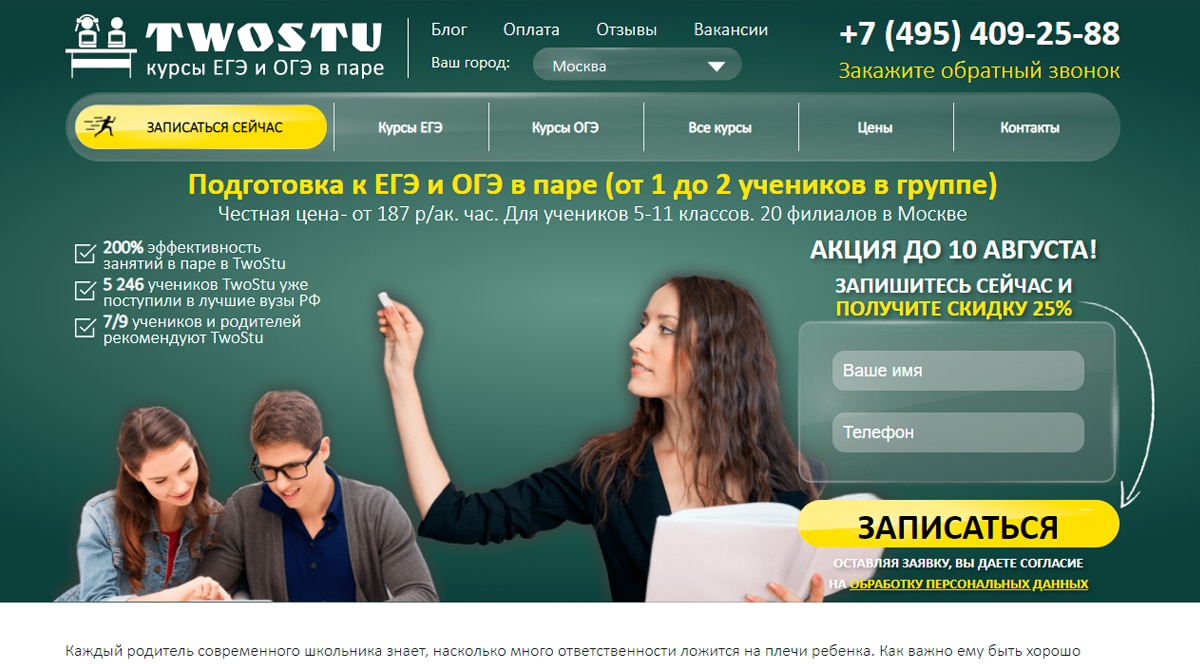 TWOSTU
курсы ЕГЭ и ОГЭ в паре
Блог Оплата Отзывы Вакансии
Ваш город: Москва
+7 (495) 409-25-88
Закажите обратный звонок
ЗАПИСАТЬСЯ СЕЙЧАС Курсы ЕГЭ Курсы ОГЭ Все курсы Цены Контакты
Подготовка к ЕГЭ и ОГЭ в паре (от 1 до 2 учеников в группе)
Честная цена- от 187 р/ак. час. Для учеников 5-11 классов. 20 филиалов в Москве
200% эффективность
занятий в паре в TwoStu
5 246 учеников TwoStu уже
поступили в лучшие вузы РФ
7/9 учеников и родителей
рекомендуют TwoStu
АКЦИЯ ДО 10 АВГУСТА!
ЗАПИШИТЕСЬ СЕЙЧАС И
ПОЛУЧИТЕ СКИДКУ 25%
Ваше имя
Телефон
ЗАПИСАТЬСЯ
ОСТАВЛЯЯ ЗАЯВКУ, ВЫ ДАЕТЕ СОГЛАСИЕ
НА ОБРАБОТКУ ПЕРСОНАЛЬНЫХ ДАННЫХ
Каждый родитель современного школьника знает, насколько много ответственности ложится на плечи ребенка. Как важно ему быть хорошо